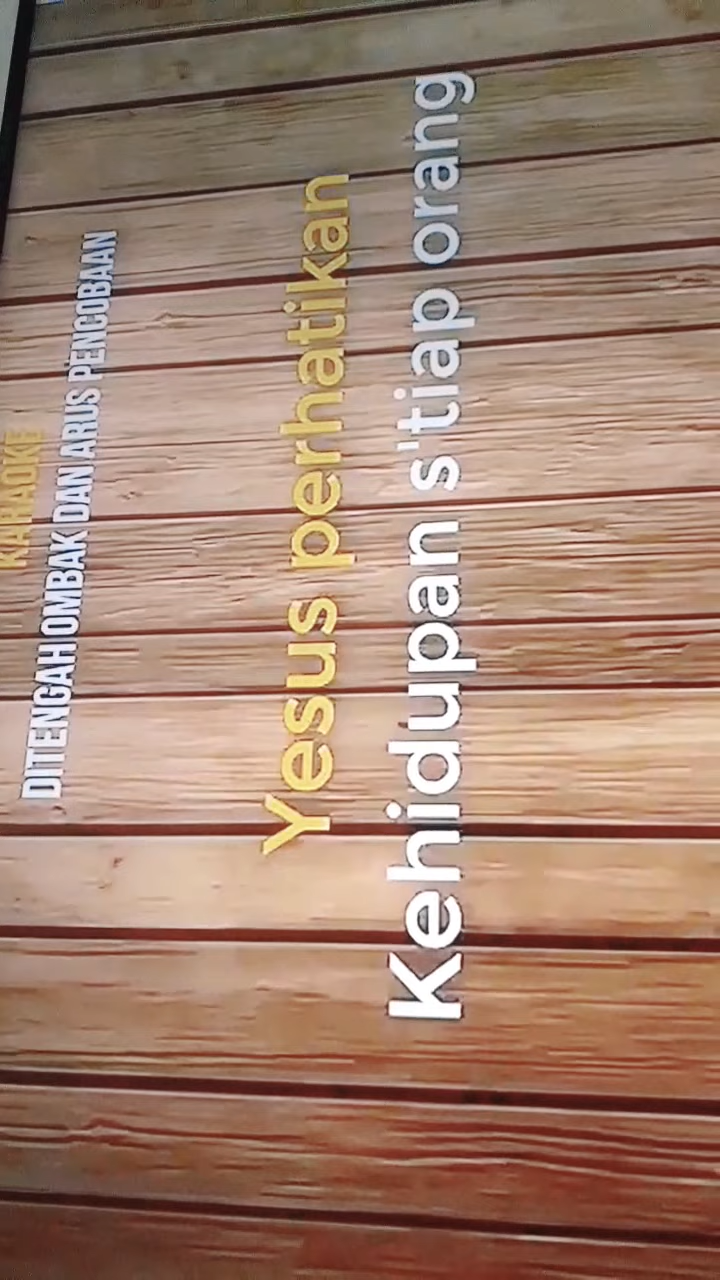 KARAOKE
DITENGAH OMBAK DAN ARUS PENCOBAAN
Yesus perhatikan
Kehidupan s'tiap orang